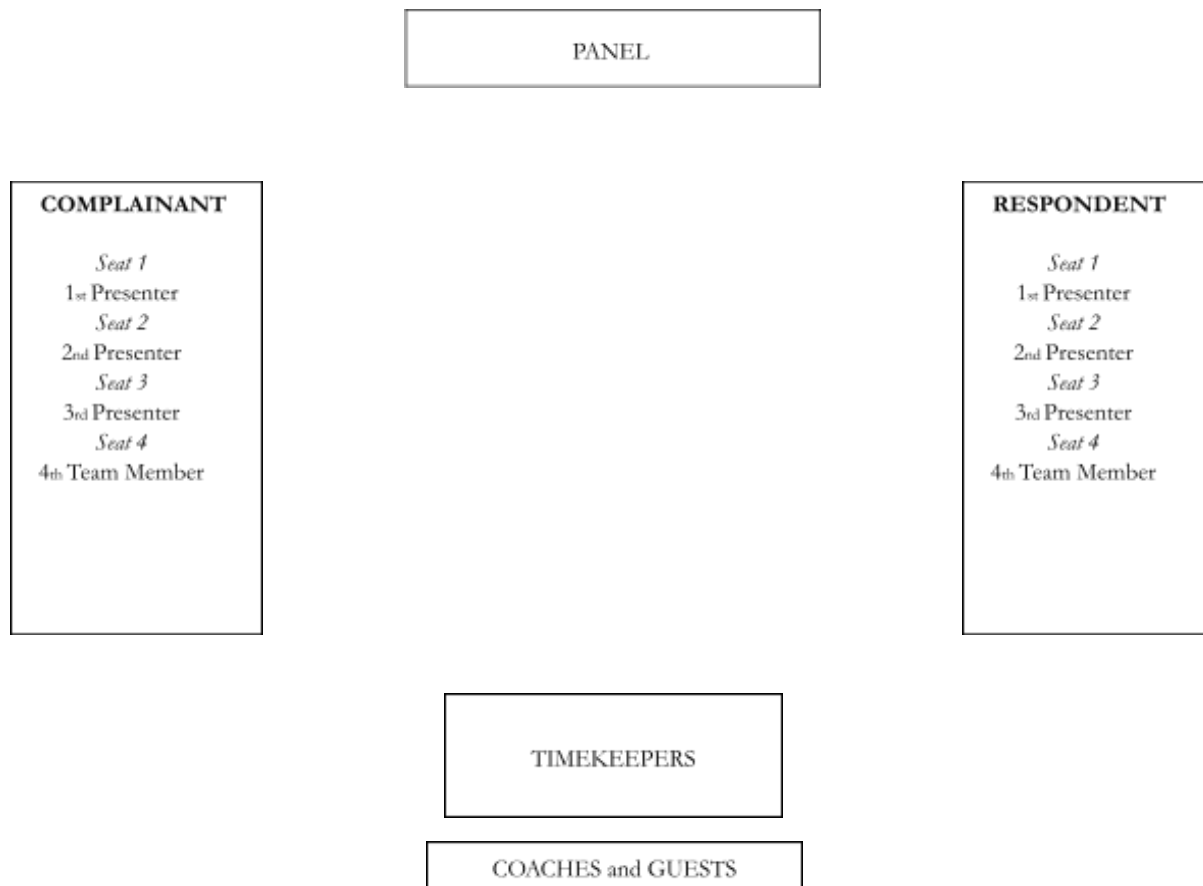 PANEL
COMPLAINANT
Seat 1
1st Presenter
Seat 2
2nd Presenter
Seat 3
3rd Presenter
Seat 4
4th Team Member
RESPONDENT
Seat 1
1st Presenter
Seat 2
2nd Presenter
Seat 3
3rd Presenter
Seat 4
4th Team Member
TIMEKEEPERS
COACHES and GUESTS